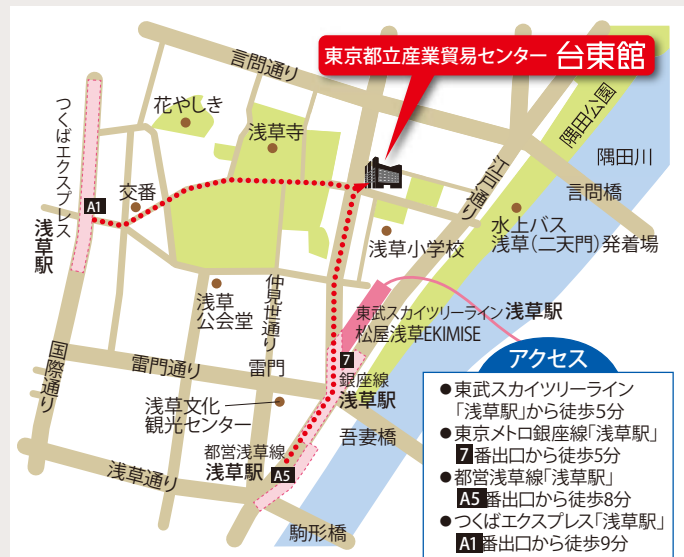 東京都立産業貿易センター 台東館
言問通り
花やしき
浅草寺
つくばエクスプレス
浅草駅
A1
交番
江戸通り
隅田公園
隅田川
言問橋
水上バス
浅草(二天門)発着場
浅草小学校
浅草
公会堂
仲見世通り
東武スカイツリーライン 浅草駅
松屋浅草EKIMISE
7
銀座線
浅草駅
国際通り
雷門通り
雷門
浅草文化
観光センター
吾妻橋
都営浅草線
浅草駅
A5
浅草通り
駒形橋
アクセス
●東武スカイツリーライン
「浅草駅」から徒歩5分
●東京メトロ銀座線「浅草駅」
7番出口から徒歩5分
●都営浅草線「浅草駅」
A5番出口から徒歩8分
●つくばエクスプレス「浅草駅」
A1番出口から徒歩9分